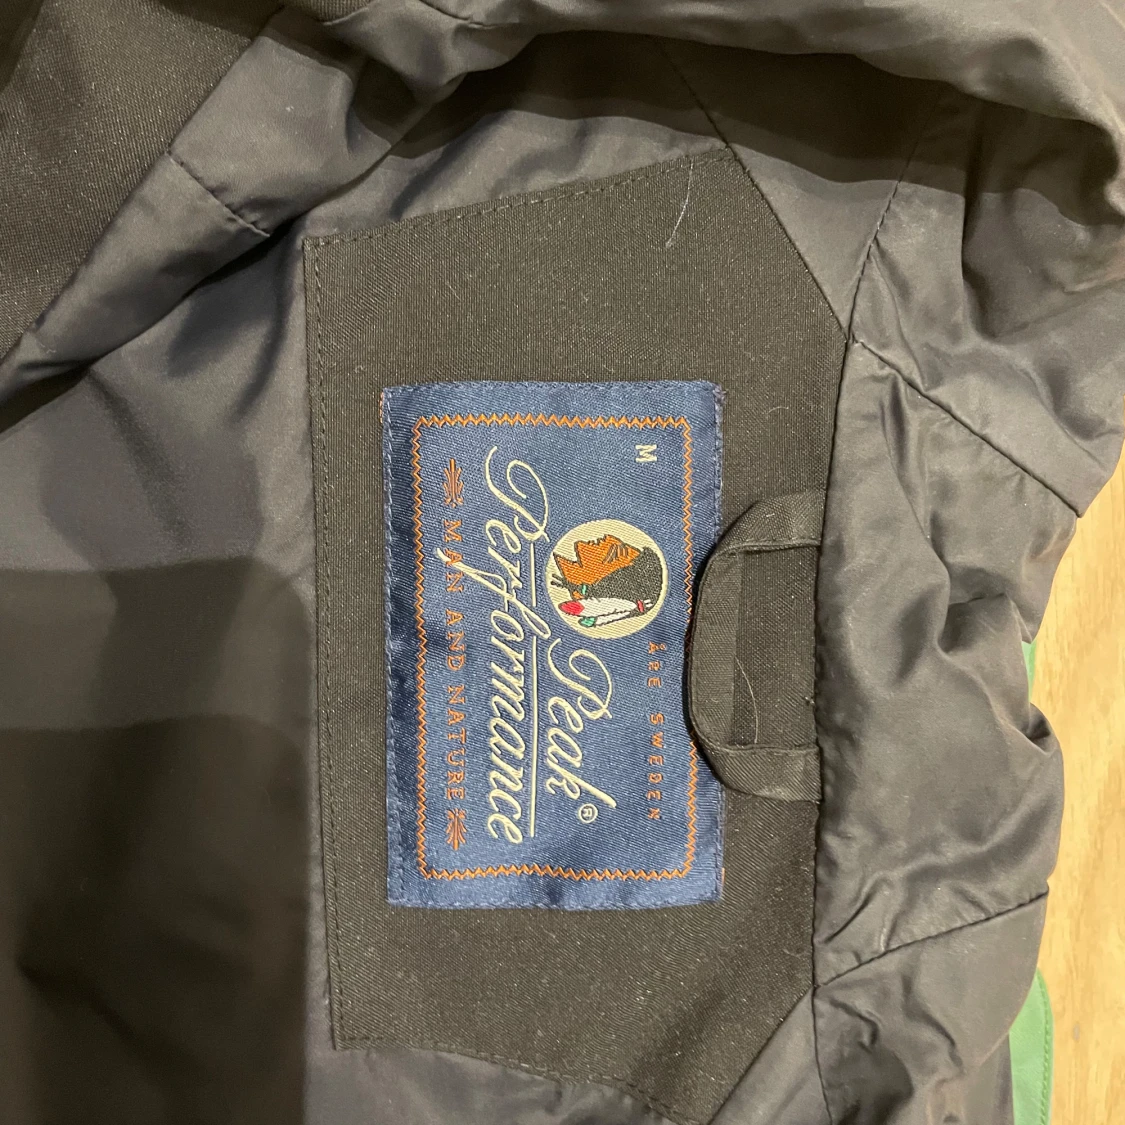 M
ÅRE SWEDEN
Peak®
Performance
MAN AND NATURE